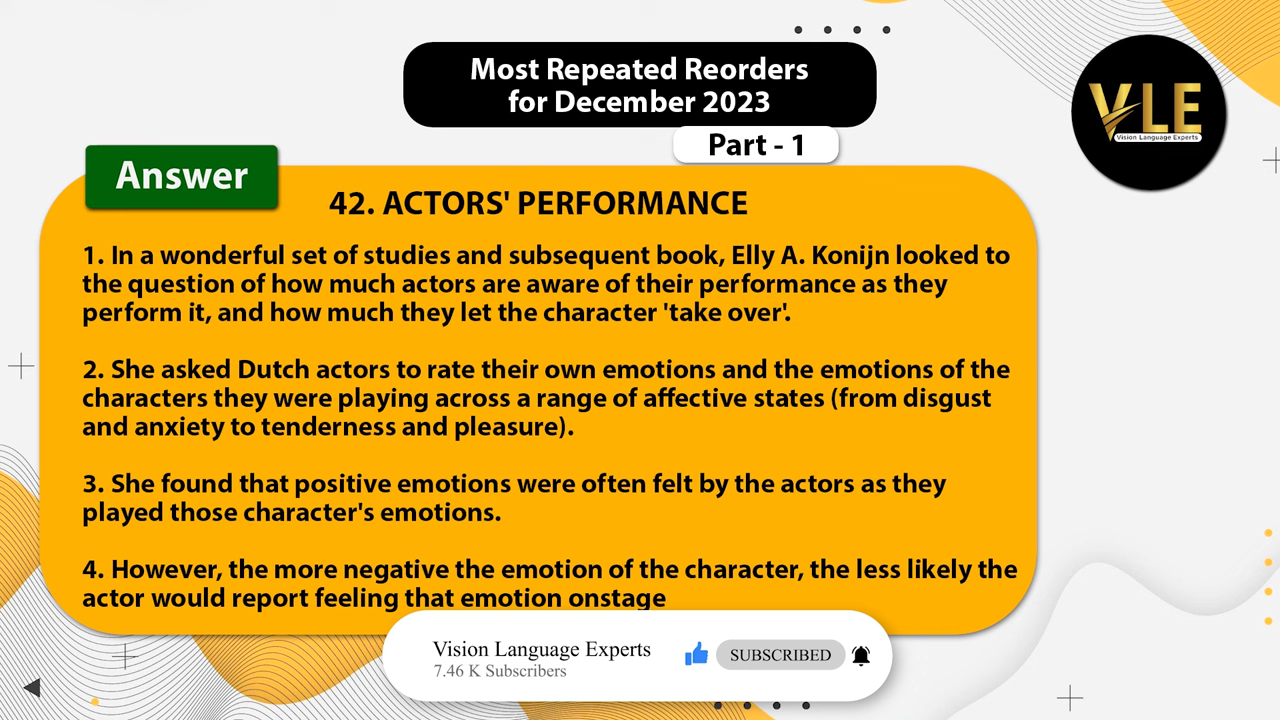 Most Repeated Reorders
for December 2023
VLE
Vision Language Experts
Part - 1
Answer
42. ACTORS' PERFORMANCE
1. In a wonderful set of studies and subsequent book, Elly A. Konijn looked to
the question of how much actors are aware of their performance as they
perform it, and how much they let the character 'take over'.
2. She asked Dutch actors to rate their own emotions and the emotions of the
characters they were playing across a range of affective states (from disgust
and anxiety to tenderness and pleasure).
3. She found that positive emotions were often felt by the actors as they
played those character's emotions.
4. However, the more negative the emotion of the character, the less likely the
actor would report feeling that emotion onstage
Vision Language Experts
7.46 K Subscribers
SUBSCRIBED